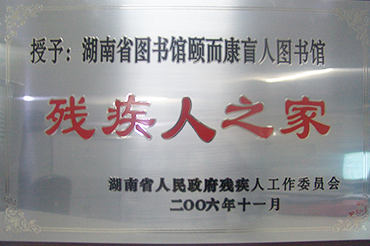 授予：湖南省图书馆颐而康盲人图书馆
残疾人之家
湖南省人民政府残疾人工作委员会
二〇〇六年十一月